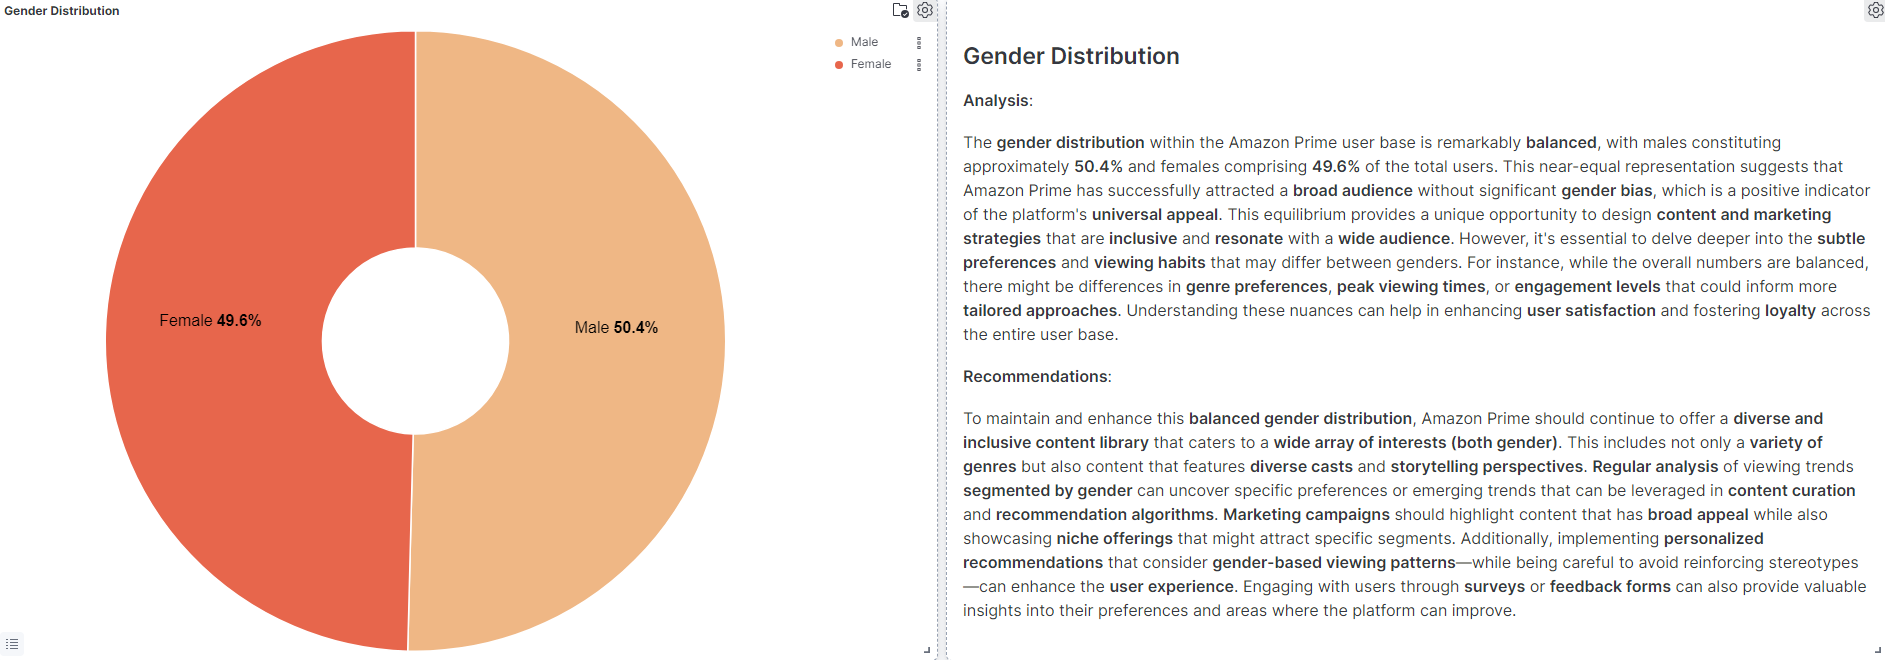 Gender Distribution
Male
Female
Female 49.6%
Male 50.4%
Gender Distribution
Analysis:
The gender distribution within the Amazon Prime user base is remarkably balanced, with males constituting
approximately 50.4% and females comprising 49.6% of the total users. This near-equal representation suggests that
Amazon Prime has successfully attracted a broad audience without significant gender bias, which is a positive indicator
of the platform's universal appeal. This equilibrium provides a unique opportunity to design content and marketing
strategies that are inclusive and resonate with a wide audience. However, it's essential to delve deeper into the subtle
preferences and viewing habits that may differ between genders. For instance, while the overall numbers are balanced,
there might be differences in genre preferences, peak viewing times, or engagement levels that could inform more
tailored approaches. Understanding these nuances can help in enhancing user satisfaction and fostering loyalty across
the entire user base.
Recommendations:
To maintain and enhance this balanced gender distribution, Amazon Prime should continue to offer a diverse and
inclusive content library that caters to a wide array of interests (both gender). This includes not only a variety of
genres but also content that features diverse casts and storytelling perspectives. Regular analysis of viewing trends
segmented by gender can uncover specific preferences or emerging trends that can be leveraged in content curation
and recommendation algorithms. Marketing campaigns should highlight content that has broad appeal while also
showcasing niche offerings that might attract specific segments. Additionally, implementing personalized
recommendations that consider gender-based viewing patterns—while being careful to avoid reinforcing stereotypes
—can enhance the user experience. Engaging with users through surveys or feedback forms can also provide valuable
insights into their preferences and areas where the platform can improve.